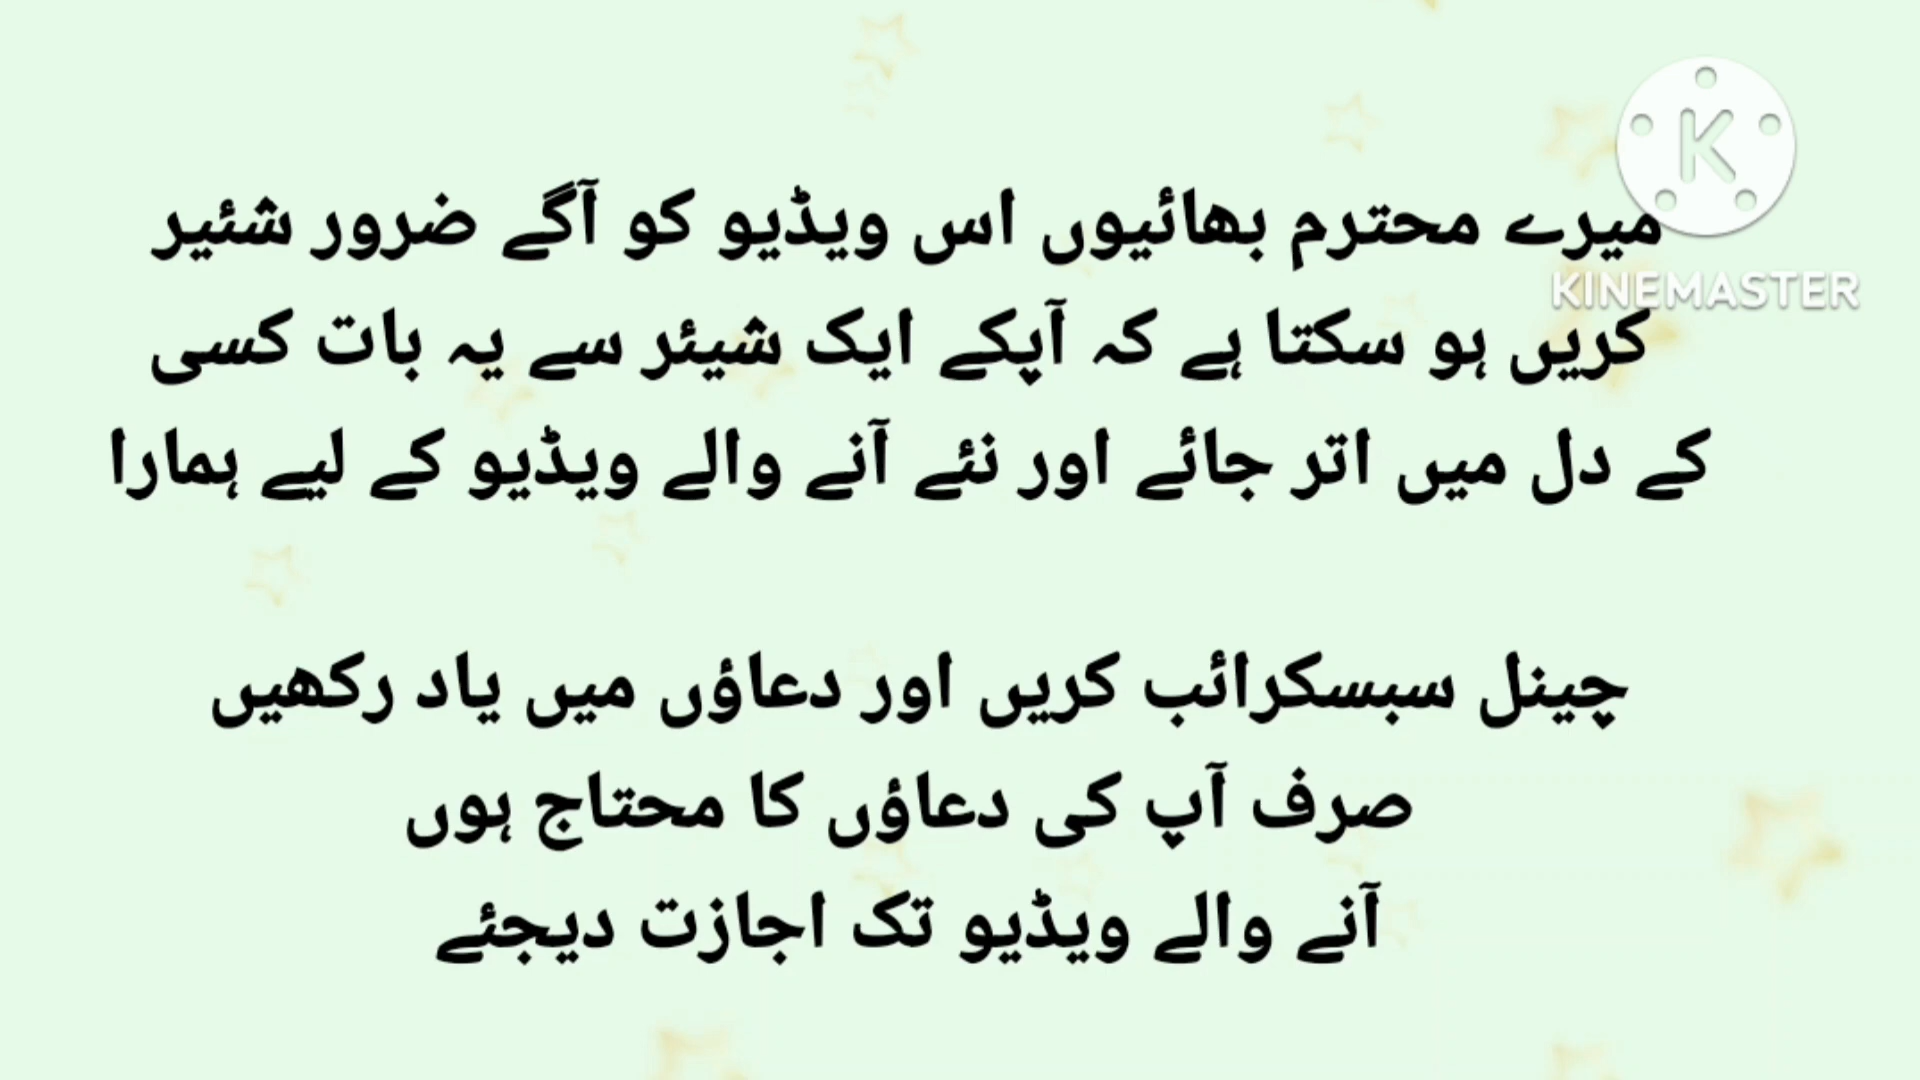 میرے محترم بھائیوں اس ویڈیو کو آگے ضرور شئیر
کریں ہو سکتا ہے کہ آپکے ایک شیئر سے یہ بات کسی
کے دل میں اتر جائے اور نئے آنے والے ویڈیو کے لیے ہمارا
چینل سبسکرائب کریں اور دعاؤں میں یاد رکھیں
صرف آپ کی دعاؤں کا محتاج ہوں
آنے والے ویڈیو تک اجازت دیجئے
K
KINEMASTER